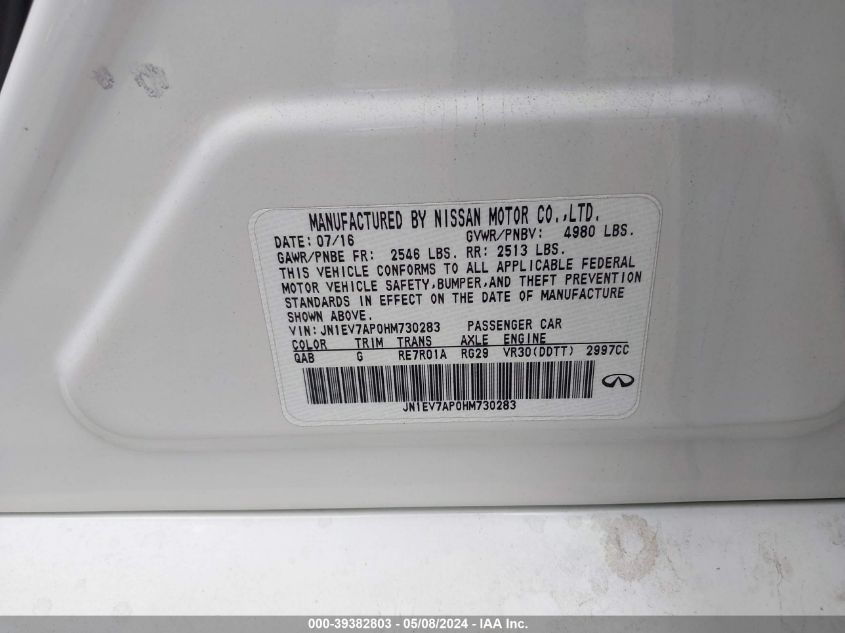 MANUFACTURED BY NISSAN MOTOR CO.,LTD.
DATE: 07/16 GVWR/PNBV: 4980 LBS.
GAWR/PNBE FR: 2546 LBS. RR: 2513 LBS.
THIS VEHICLE CONFORMS TO ALL APPLICABLE FEDERAL
MOTOR VEHICLE SAFETY,BUMPER,AND THEFT PREVENTION
STANDARDS IN EFFECT ON THE DATE OF MANUFACTURE
SHOWN ABOVE.
VIN: JN1EV7AP0HM730283 PASSENGER CAR
COLOR TRIM TRANS AXLE ENGINE
QAB G RE7R01A RG29 VR30(DDTT) 2997CC
JN1EV7AP0HM730283
000-39382803 - 05/08/2024 - IAA Inc.